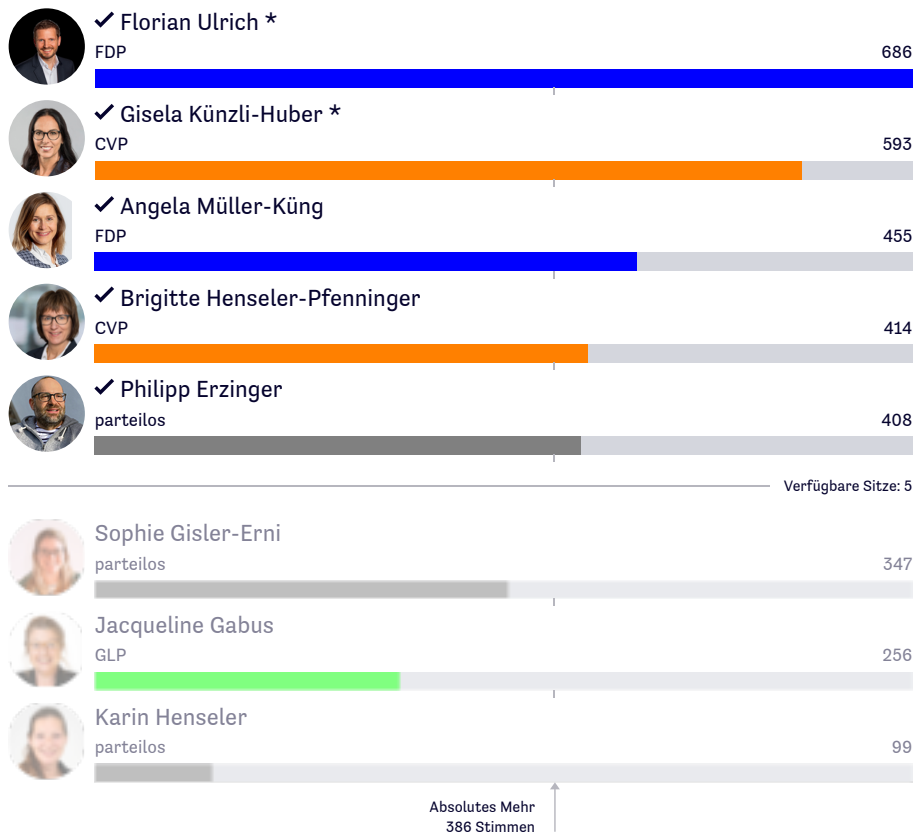 ✓ Florian Ulrich *
FDP 686
✓ Gisela Künzli-Huber *
CVP 593
✓ Angela Müller-Küng
FDP 455
✓ Brigitte Henseler-Pfenninger
CVP 414
✓ Philipp Erzinger
parteilos 408
Verfügbare Sitze: 5
Sophie Gisler-Erni
parteilos 347
Jacqueline Gabus
GLP 256
Karin Henseler
parteilos 99
Absolutes Mehr
386 Stimmen